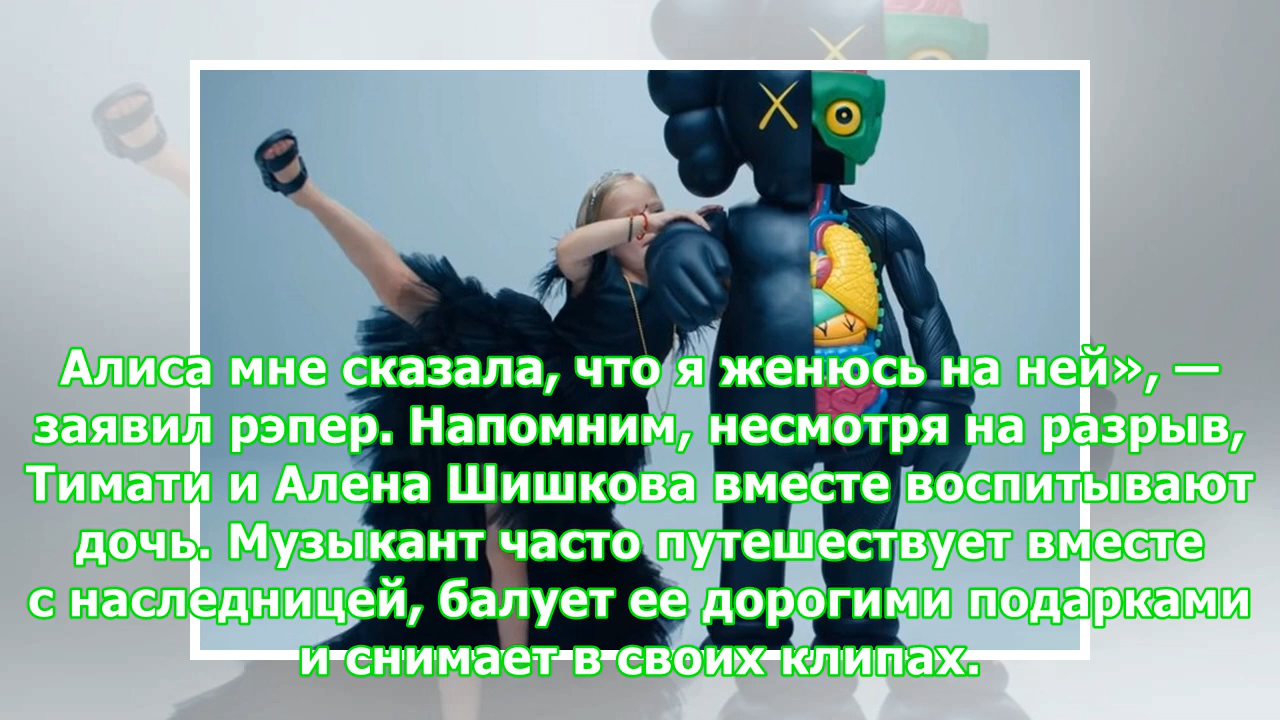 Алиса мне сказала, что я женюсь на ней», —
заявил рэпер. Напомним, несмотря на разрыв,
Тимати и Алена Шишкова вместе воспитывают
дочь. Музыкант часто путешествует вместе
с наследницей, балует ее дорогими подарками
и снимает в своих клипах.